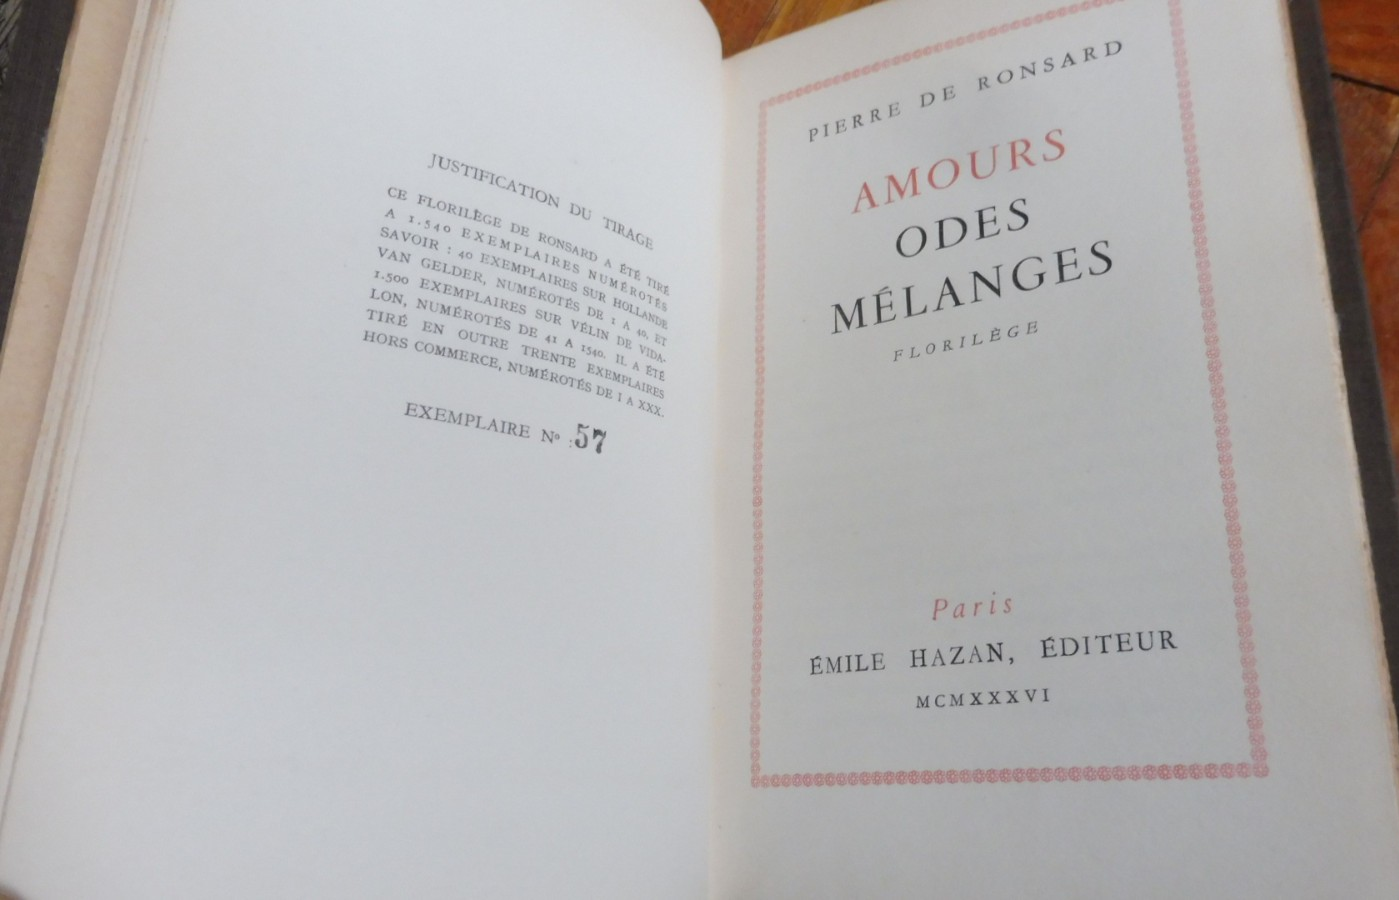 JUSTIFICATION DU TIRAGE
CE FLORILÈGE DE RONSARD A ÉTÉ TIRÉ
A 1.540 EXEMPLAIRES NUMÉROTÉS
SAVOIR : 40 EXEMPLAIRES SUR HOLLANDE
VAN GELDER, NUMÉROTÉS DE 1 A 40, ET
1.500 EXEMPLAIRES SUR VÉLIN DE VIDA-
LON, NUMÉROTÉS DE 41 A 1540. IL A ÉTÉ
TIRÉ EN OUTRE TRENTE EXEMPLAIRES
HORS COMMERCE, NUMÉROTÉS DE I A XXX.
EXEMPLAIRE Nº : 57
PIERRE DE RONSARD
AMOURS
ODES
MÉLANGES
FLORILÈGE
Paris
ÉMILE HAZAN, ÉDITEUR
MCMXXXVI